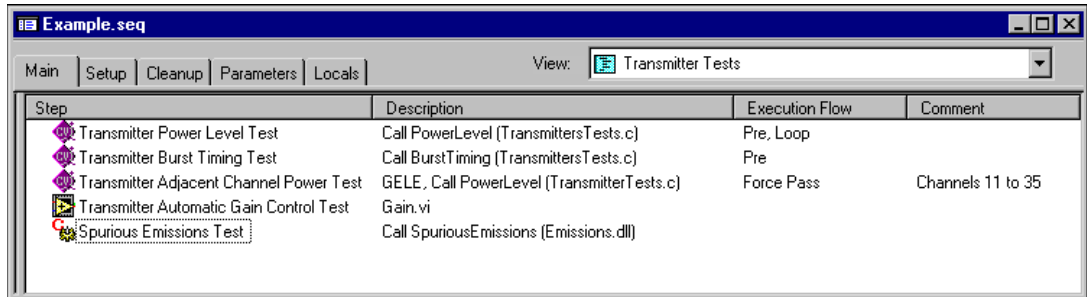 Example.seq
Main Setup Cleanup Parameters Locals View: Transmitter Tests
Step Description Execution Flow Comment
Transmitter Power Level Test Call PowerLevel (TransmittersTests.c) Pre, Loop
Transmitter Burst Timing Test Call BurstTiming (TransmittersTests.c) Pre
Transmitter Adjacent Channel Power Test GELE, Call PowerLevel (TransmitterTests.c) Force Pass Channels 11 to 35
Transmitter Automatic Gain Control Test Gain.vi
Spurious Emissions Test Call SpuriousEmissions (Emissions.dll)